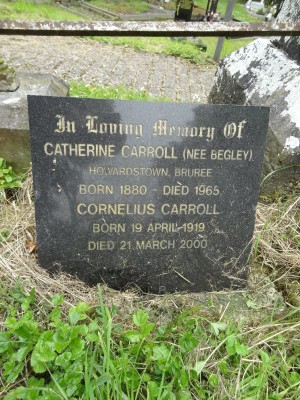 In Loving Memory Of
CATHERINE CARROLL (NEE BEGLEY)
HOWARDSTOWN, BRUREE
BORN 1880 - DIED 1965
CORNELIUS CARROLL
BORN 19 APRIL 1919
DIED 21 MARCH 2000